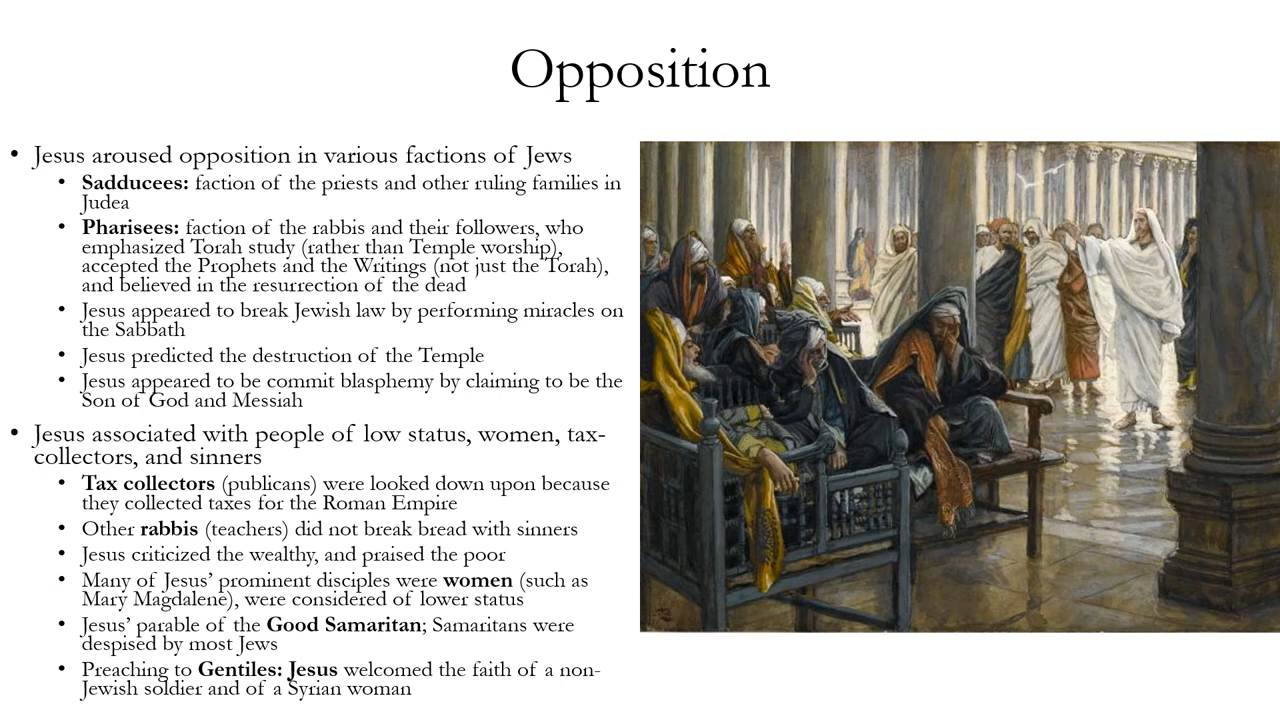 Opposition
• Jesus aroused opposition in various factions of Jews
• Sadducees: faction of the priests and other ruling families in
Judea
• Pharisees: faction of the rabbis and their followers, who
emphasized Torah study (rather than Temple worship),
accepted the Prophets and the Writings (not just the Torah),
and believed in the resurrection of the dead
• Jesus appeared to break Jewish law by performing miracles on
the Sabbath
• Jesus predicted the destruction of the Temple
• Jesus appeared to be commit blasphemy by claiming to be the
Son of God and Messiah
• Jesus associated with people of low status, women, tax-
collectors, and sinners
• Tax collectors (publicans) were looked down upon because
they collected taxes for the Roman Empire
• Other rabbis (teachers) did not break bread with sinners
• Jesus criticized the wealthy, and praised the poor
• Many of Jesus’ prominent disciples were women (such as
Mary Magdalene), were considered of lower status
• Jesus’ parable of the Good Samaritan; Samaritans were
despised by most Jews
• Preaching to Gentiles: Jesus welcomed the faith of a non-
Jewish soldier and of a Syrian woman